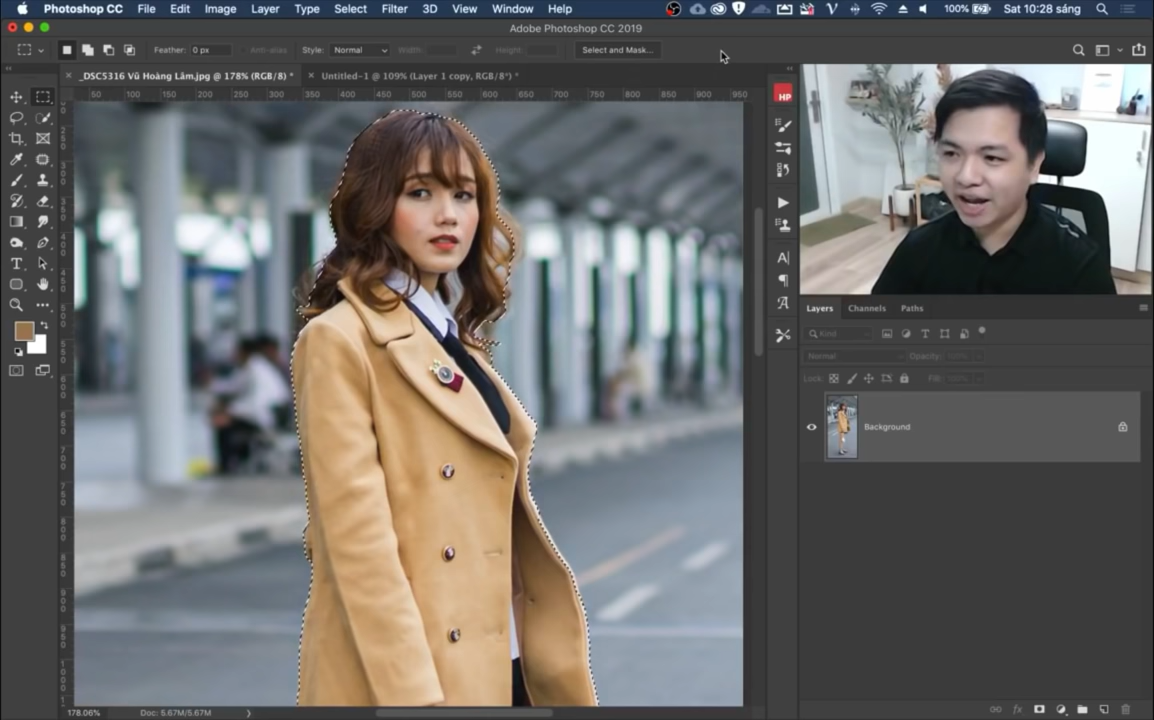 Photoshop CC File Edit Image Layer Type Select Filter 3D View Window Help 100% Sat 10:28 sáng
Adobe Photoshop CC 2019
Feather: 0 px Anti-alias Style: Normal Width: Height: Select and Mask...
_DSC5316 Vũ Hoàng Lâm.jpg @ 178% (RGB/8) * Untitled-1 @ 109% (Layer 1 copy, RGB/8*) *
50 100 150 200 250 300 350 400 450 500 550 600 650 700 750 800 850 900 950
HP
Layers Channels Paths
Kind
Normal Opacity: 100%
Lock: Fill: 100%
Background
178.06% Doc: 5.67M/5.67M